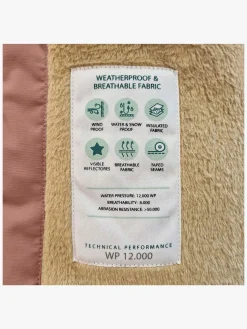 WEATHERPROOF &
BREATHABLE FABRIC
WIND
PROOF
WATER & SNOW
PROOF
INSULATED
FABRIC
VISIBLE
REFLECTORES
BREATHABLE
FABRIC
TAPED
SEAMS
WATER PRESSURE: 12.000 WP
BREATHABILITY: 8.000
ABRASION RESISTANCE: >50.000
TECHNICAL PERFORMANCE
WP 12.000